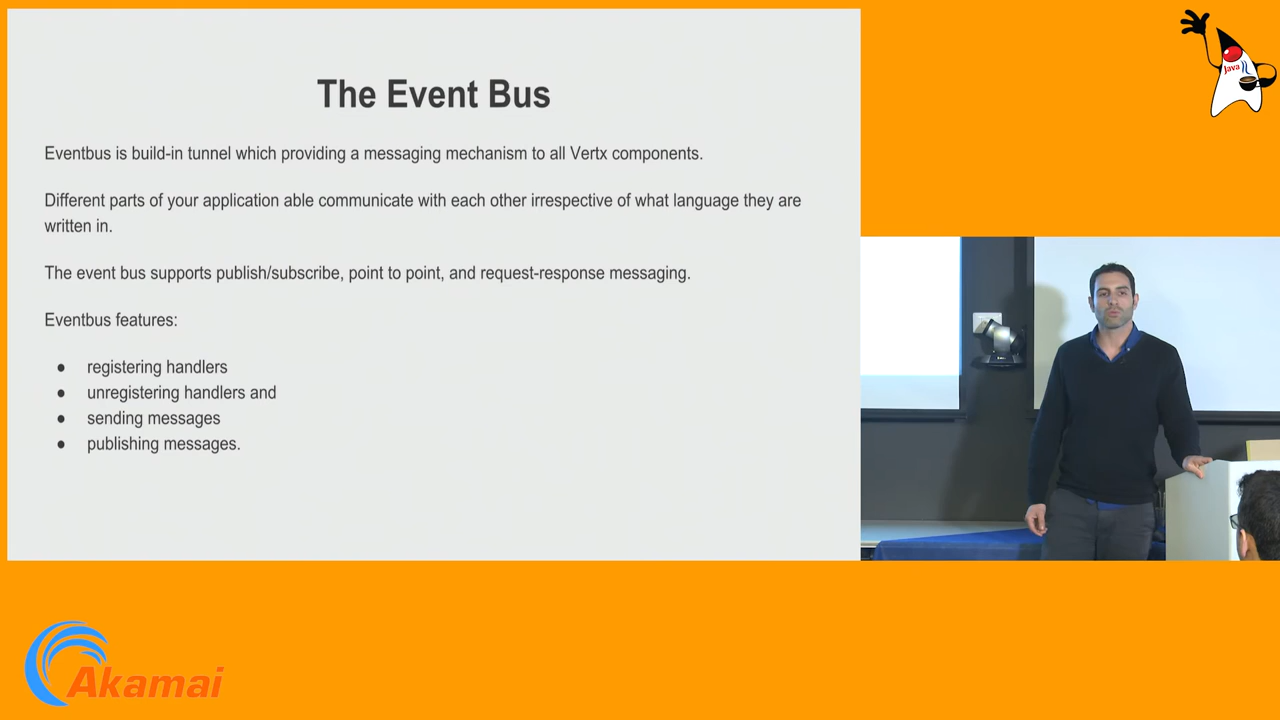 The Event Bus
Eventbus is build-in tunnel which providing a messaging mechanism to all Vertx components.
Different parts of your application able communicate with each other irrespective of what language they are
written in.
The event bus supports publish/subscribe, point to point, and request-response messaging.
Eventbus features:
● registering handlers
● unregistering handlers and
● sending messages
● publishing messages.
Java
Akamai